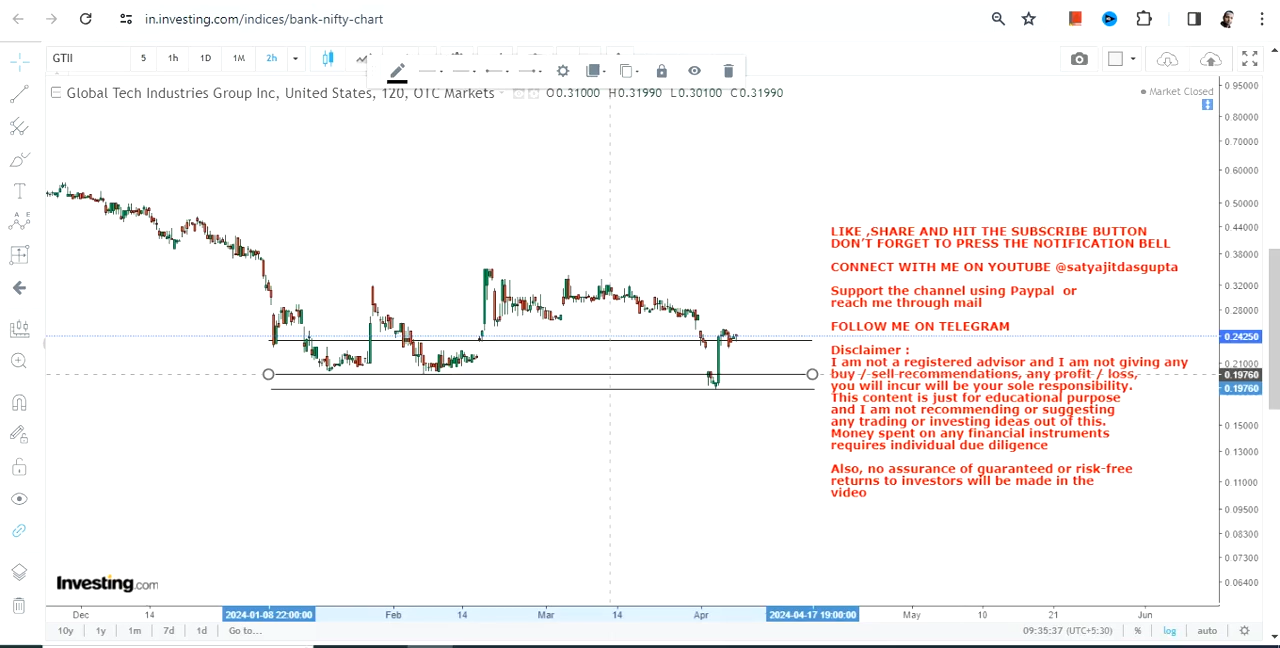 in.investing.com/indices/bank-nifty-chart
GTII 5 1h 1D 1M 2h
Global Tech Industries Group Inc, United States, 120, OTC Markets O0.31000 H0.31990 L0.30100 C0.31990
Market Closed
0.95000
0.80000
0.70000
0.60000
0.50000
0.44000
0.38000
0.32000
0.28000
0.24250
0.21000
0.19760
0.19760
0.15000
0.13000
0.11000
0.09500
0.08300
0.07300
0.06400
LIKE ,SHARE AND HIT THE SUBSCRIBE BUTTON
DON'T FORGET TO PRESS THE NOTIFICATION BELL
CONNECT WITH ME ON YOUTUBE @satyajitdasgupta
Support the channel using Paypal or
reach me through mail
FOLLOW ME ON TELEGRAM
Disclaimer :
I am not a registered advisor and I am not giving any
buy / sell recommendations, any profit / loss,
you will incur will be your sole responsibility.
This content is just for educational purpose
and I am not recommending or suggesting
any trading or investing ideas out of this.
Money spent on any financial instruments
requires individual due diligence
Also, no assurance of guaranteed or risk-free
returns to investors will be made in the
video
Investing.com
Dec 14 2024-01-08 22:00:00 Feb 14 Mar 14 Apr 2024-04-17 19:00:00 May 10 21 Jun
10y 1y 1m 7d 1d Go to... 09:35:37 (UTC+5:30) % log auto